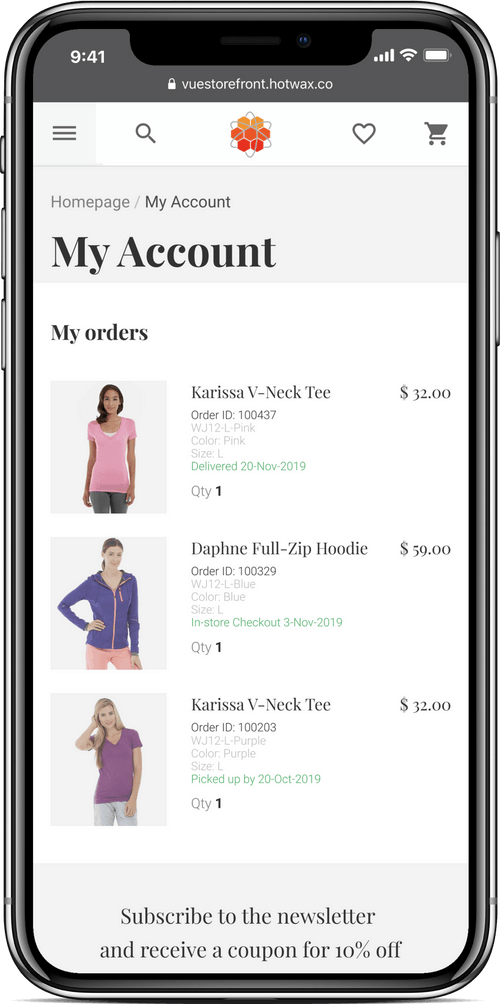 9:41
vuestorefront.hotwax.co
Homepage / My Account
My Account
My orders
Karissa V-Neck Tee $ 32.00
Order ID: 100437
WJ12-L-Pink
Color: Pink
Size: L
Delivered 20-Nov-2019
Qty 1
Daphne Full-Zip Hoodie $ 59.00
Order ID: 100329
WJ12-L-Blue
Color: Blue
Size: L
In-store Checkout 3-Nov-2019
Qty 1
Karissa V-Neck Tee $ 32.00
Order ID: 100203
WJ12-L-Purple
Color: Purple
Size: L
Picked up by 20-Oct-2019
Qty 1
Subscribe to the newsletter
and receive a coupon for 10% off